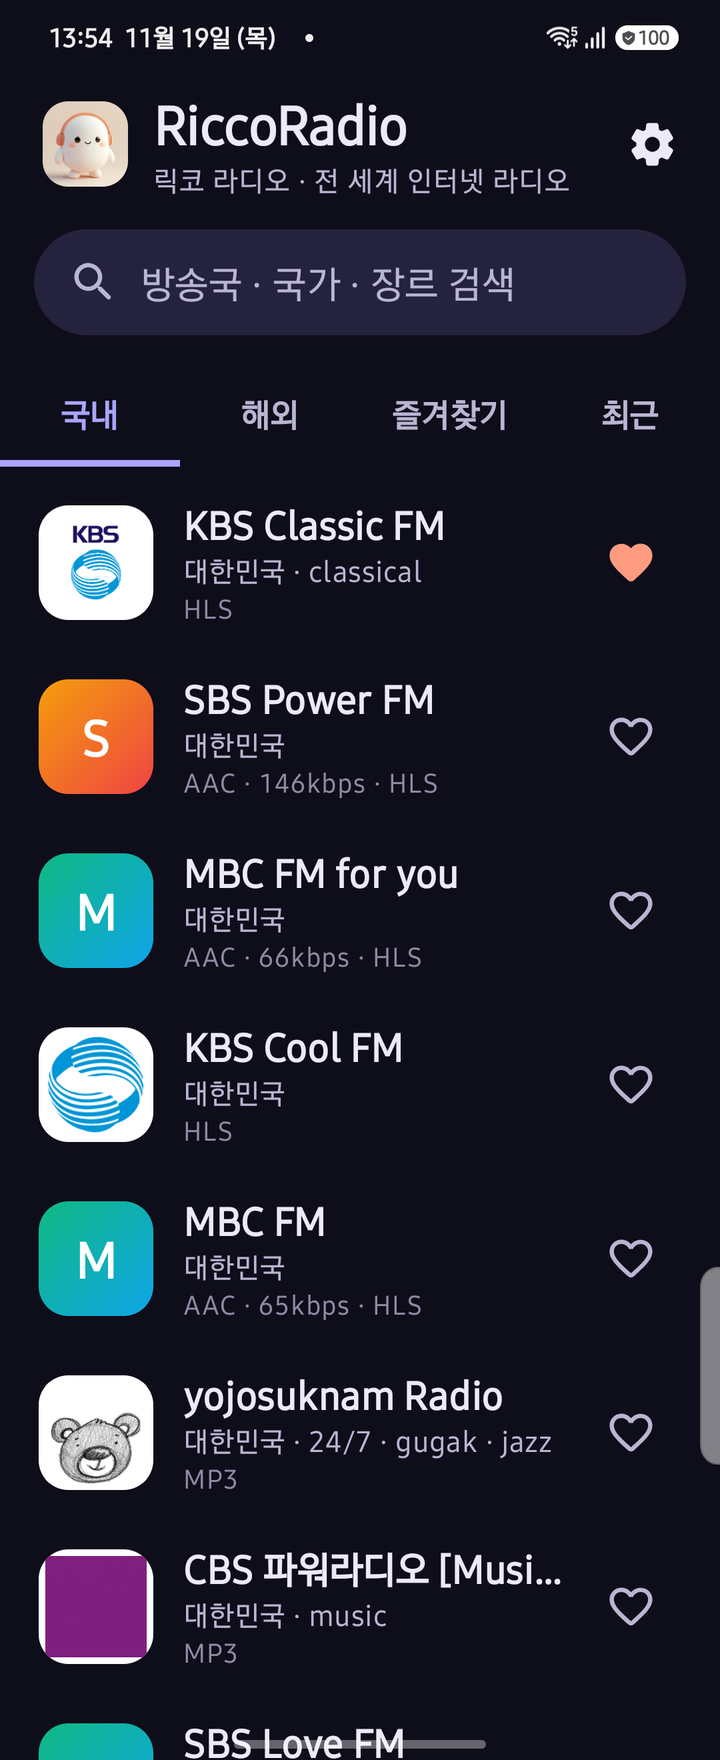 13:54 11월 19일 (목)
5
100
RiccoRadio
릭코 라디오 · 전 세계 인터넷 라디오
방송국 · 국가 · 장르 검색
국내 해외 즐겨찾기 최근
KBS
KBS Classic FM
대한민국 · classical
HLS
S
SBS Power FM
대한민국
AAC · 146kbps · HLS
M
MBC FM for you
대한민국
AAC · 66kbps · HLS
KBS Cool FM
대한민국
HLS
M
MBC FM
대한민국
AAC · 65kbps · HLS
yojosuknam Radio
대한민국 · 24/7 · gugak · jazz
MP3
CBS 파워라디오 [Musi...
대한민국 · music
MP3
SBS Love FM